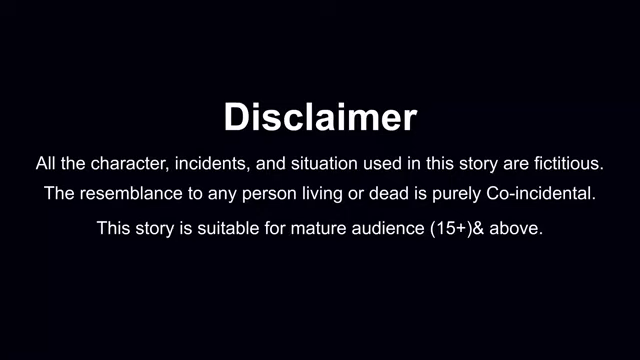 Disclaimer
All the character, incidents, and situation used in this story are fictitious.
The resemblance to any person living or dead is purely Co-incidental.
This story is suitable for mature audience (15+)& above.